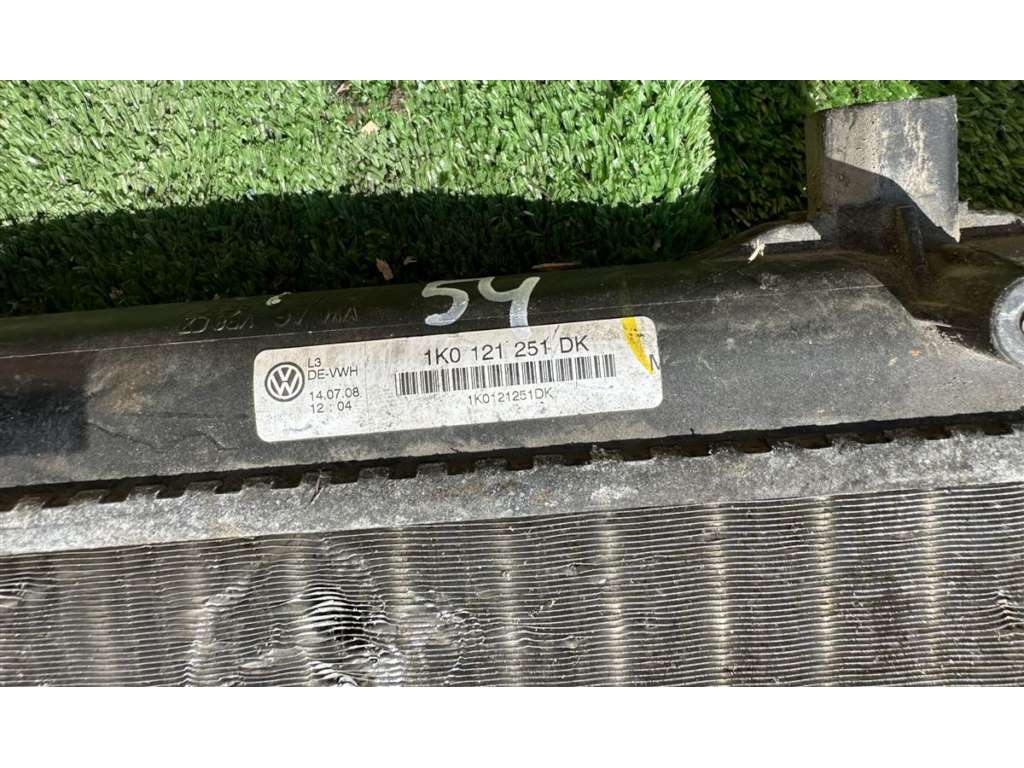 54
L3
DE-VWH
14.07.08
12:04
1K0 121 251 DK
1K0121251DK
M